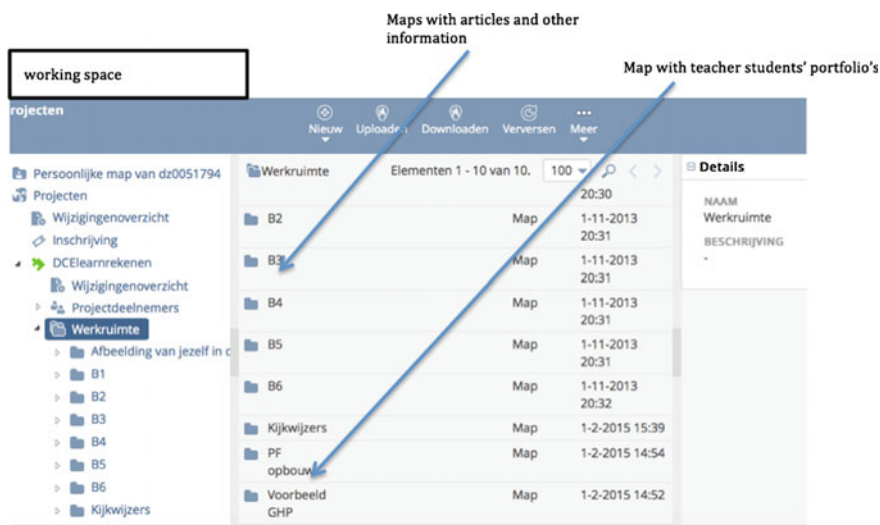 Maps with articles and other
information
Map with teacher students' portfolio's
working space
rojecten
Nieuw Uploaden Downloaden Verversen Meer
Persoonlijke map van dz0051794
Projecten
Wijzigingenoverzicht
Inschrijving
DCElearnrekenen
Wijzigingenoverzicht
Projectdeelnemers
Werkruimte
Afbeelding van jezelf in c
B1
B2
B3
B4
B5
B6
Kijkwijzers
Werkruimte Elementen 1 - 10 van 10. 100
20:30
B2 Map 1-11-2013
20:31
B3 Map 1-11-2013
20:31
B4 Map 1-11-2013
20:31
B5 Map 1-11-2013
20:31
B6 Map 1-11-2013
20:32
Kijkwijzers Map 1-2-2015 15:39
PF Map 1-2-2015 14:54
opbouw
Voorbeeld Map 1-2-2015 14:52
GHP
Details
NAAM
Werkruimte
BESCHRIJVING
-